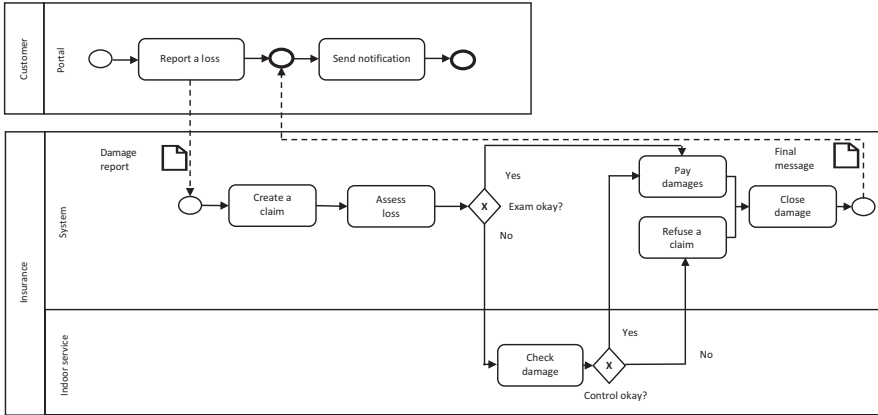 Customer
Portal
Report a loss
Send notification
Insurance
System
Damage
report
Final
message
Create a
claim
Assess
loss
X
Yes
Exam okay?
No
Pay
damages
Refuse a
claim
Close
damage
Indoor service
Check
damage
X
Yes
No
Control okay?